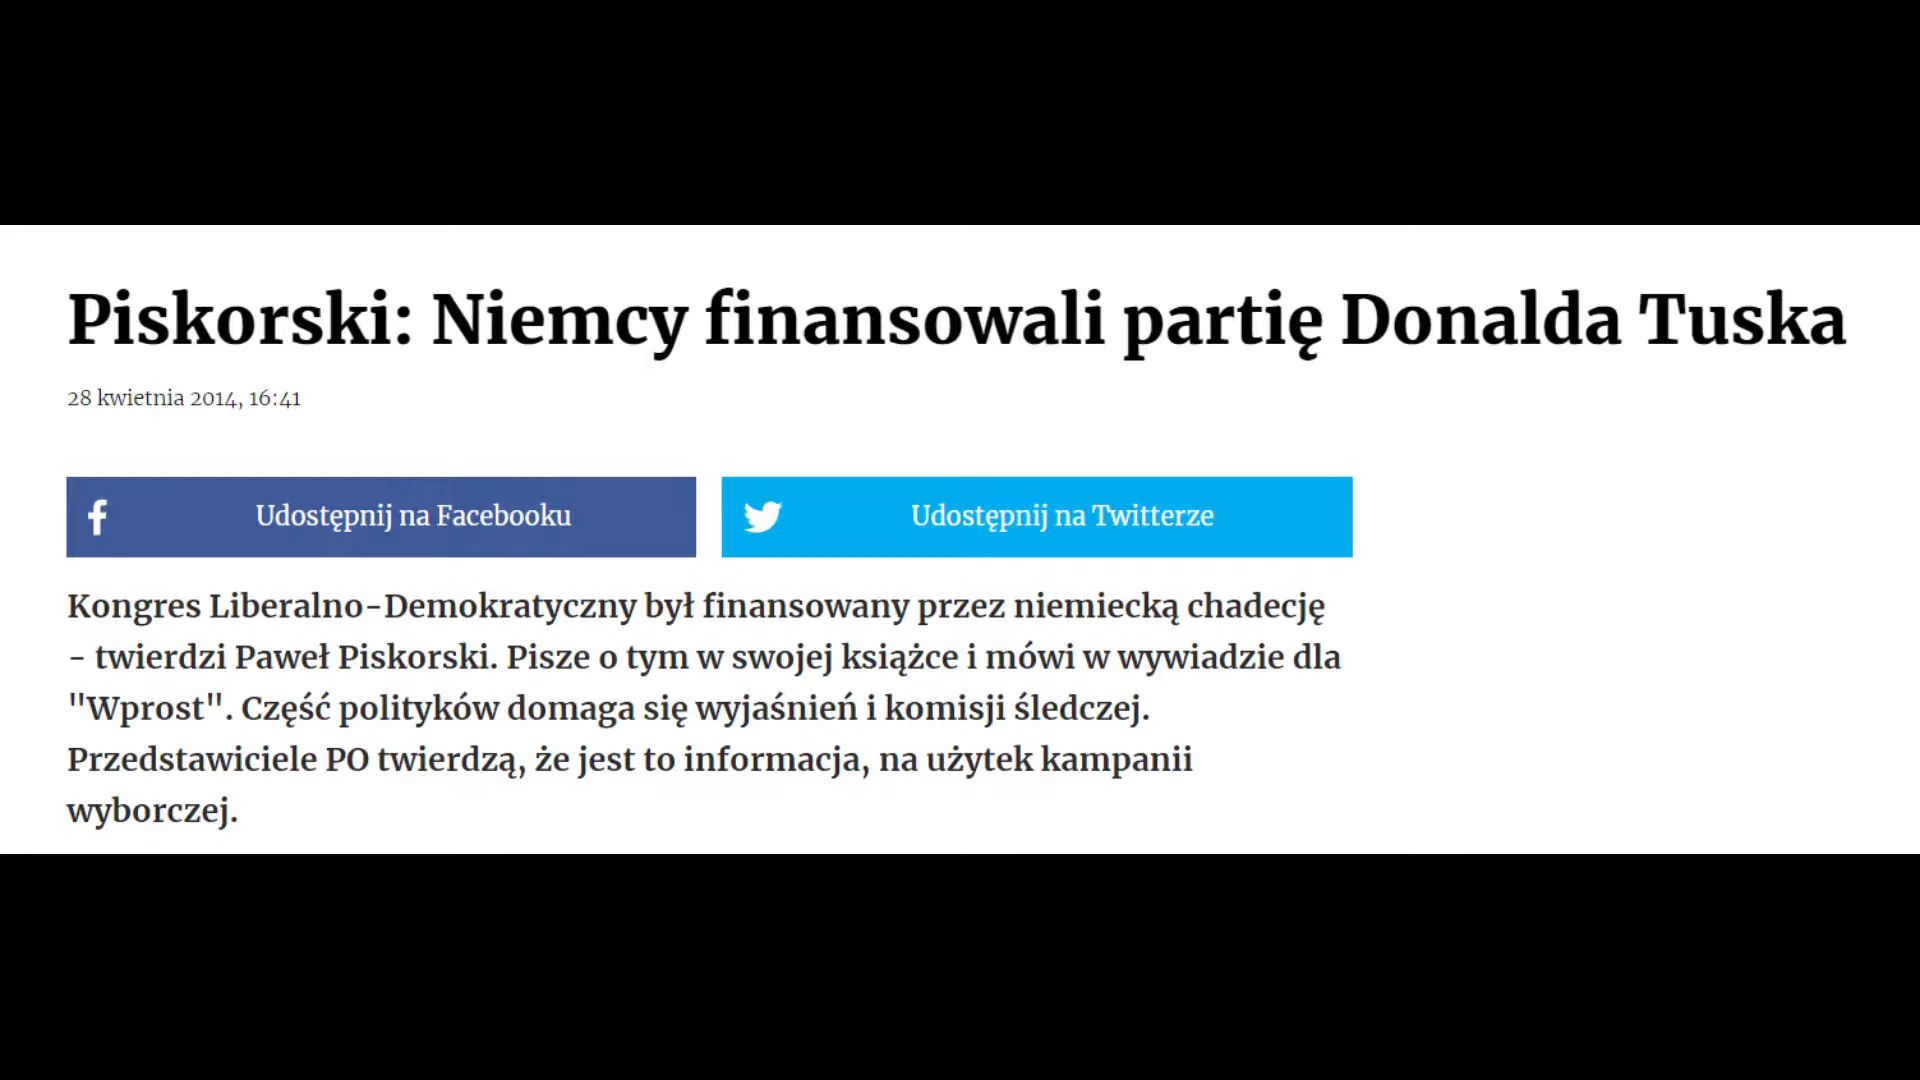 Piskorski: Niemcy finansowali partię Donalda Tuska
28 kwietnia 2014, 16:41
Udostępnij na Facebooku
Udostępnij na Twitterze
Kongres Liberalno-Demokratyczny był finansowany przez niemiecką chadecję
- twierdzi Paweł Piskorski. Pisze o tym w swojej książce i mówi w wywiadzie dla
"Wprost". Część polityków domaga się wyjaśnień i komisji śledczej.
Przedstawiciele PO twierdzą, że jest to informacja, na użytek kampanii
wyborczej.